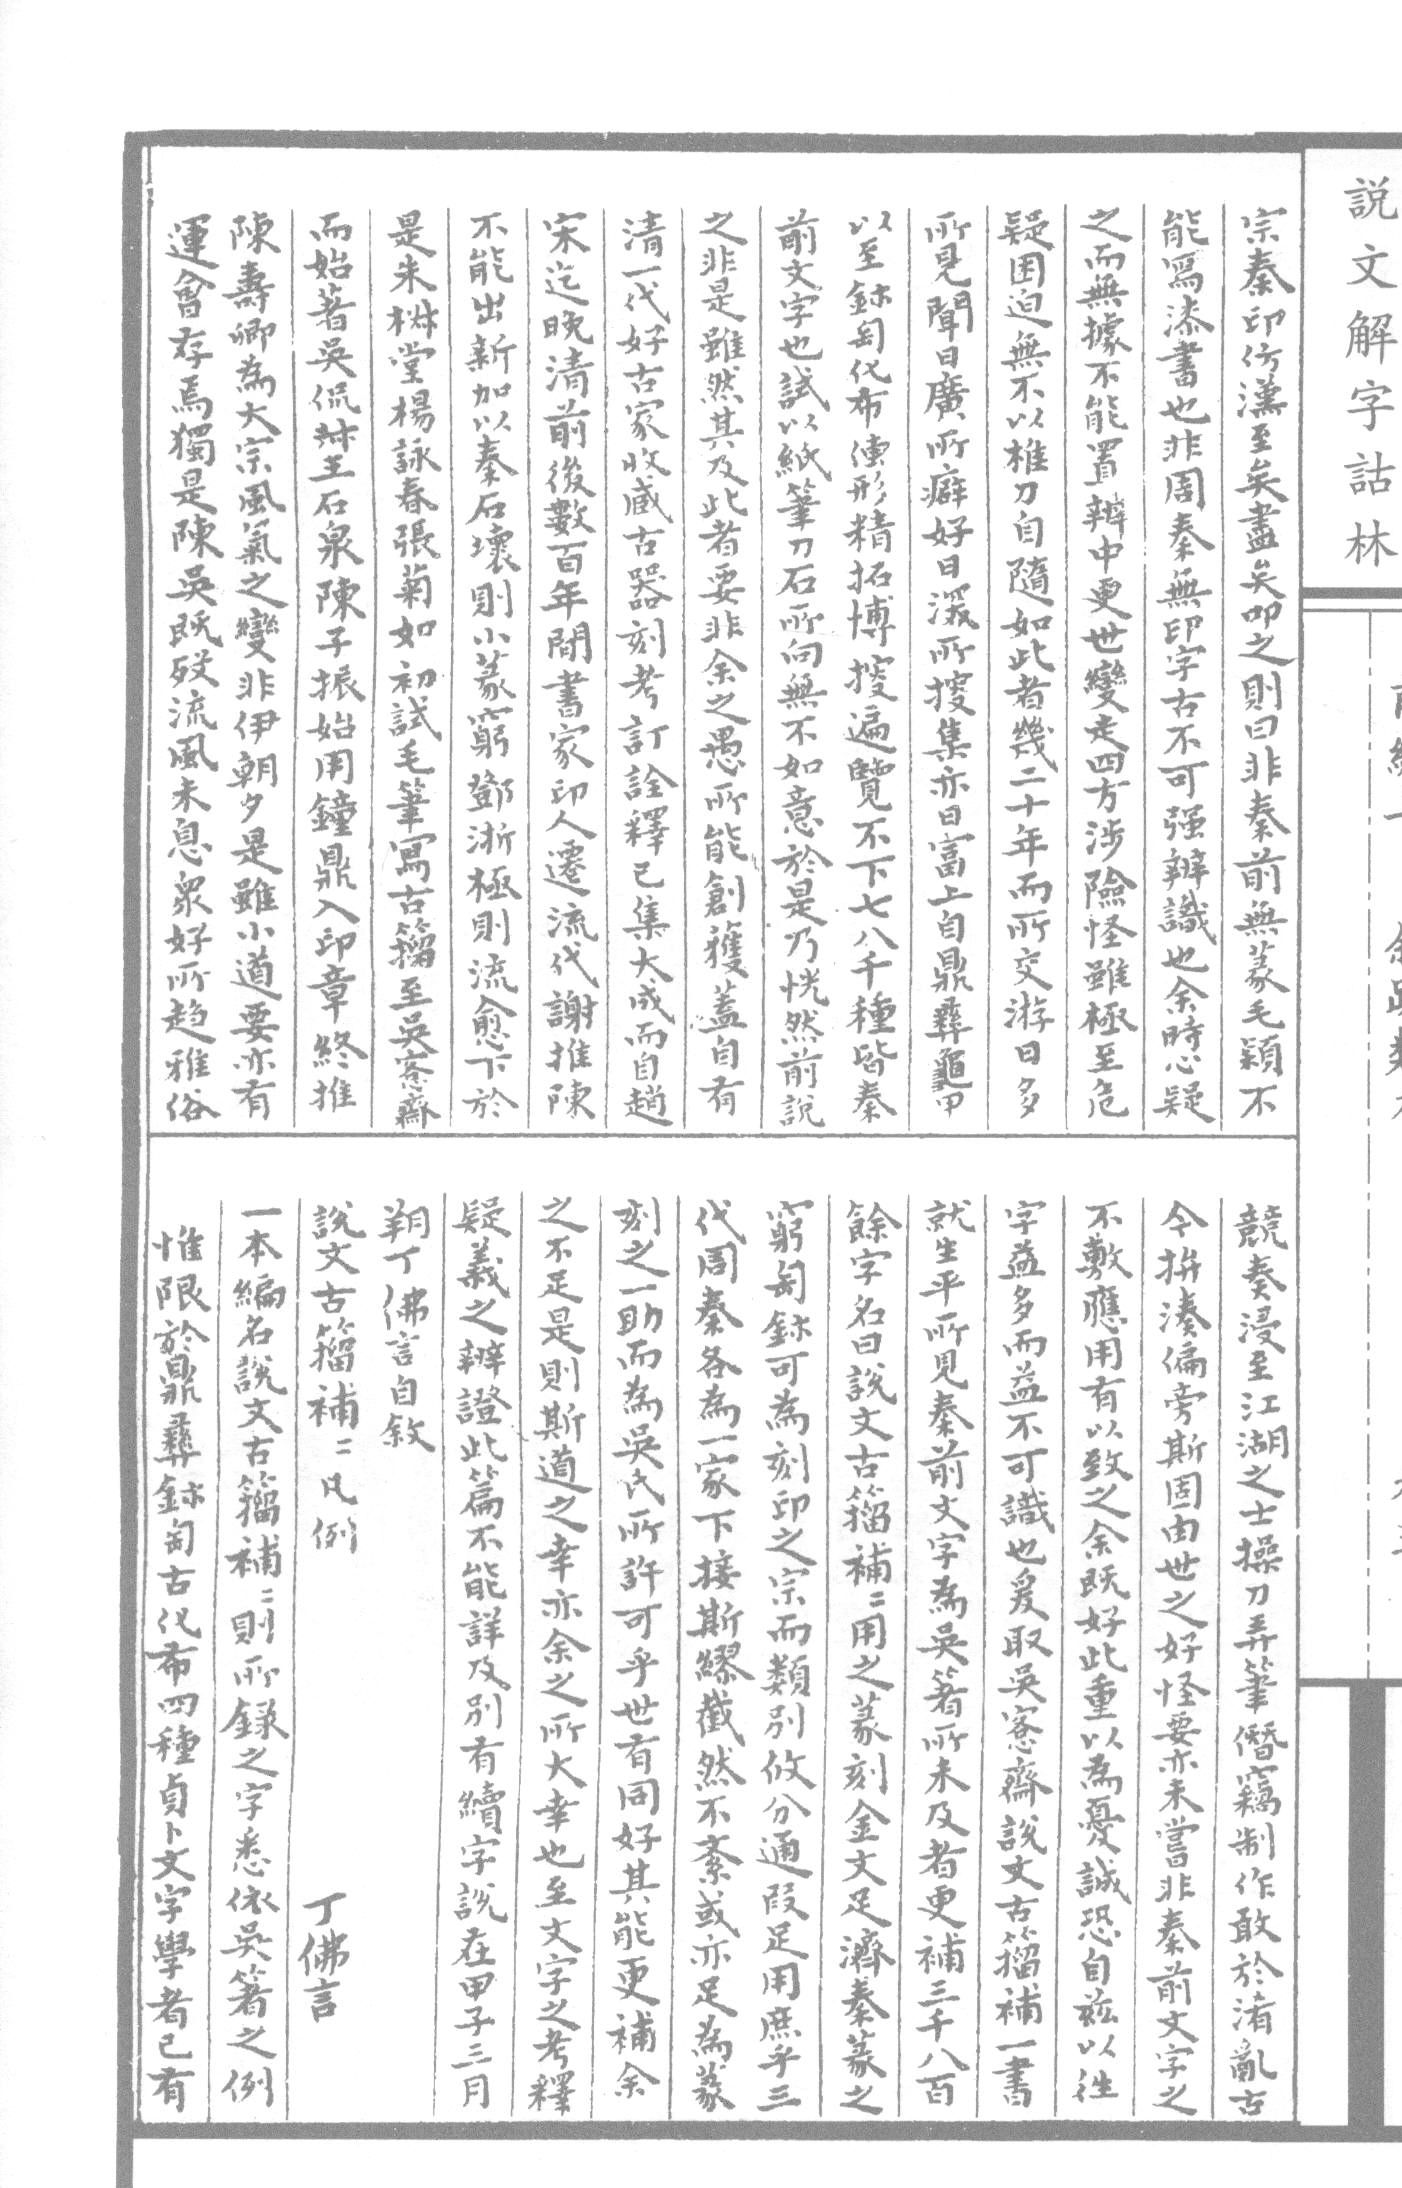 說文解字詁林
宗秦印仿漢至矣盡矣叩之則曰非秦前無篆毛穎不
能寫漆書也非周秦無印字古不可强辨識也余時心疑
之而無據不能置辨中更世變走四方涉險怪雖極至危
疑困迫無不以椎刀自隨如此者幾二十年而所交游日多
所見聞日廣所癖好日深所搜集亦日富上自鼎彝龜甲
以至鉨匋化布傳形精拓博搜遍覽不下七八千種皆秦
前文字也試以紙筆刀石所向無不如意於是乃恍然前說
之非是雖然其及此者要非余之愚所能創獲蓋自有
清一代好古家收藏古器刻考訂詮釋已集大成而自趙
宋迄晚清前後數百年間書家印人遷流代謝推陳
不能出新加以秦石壞則小篆窮鄧浙極則流愈下於
是朱椒堂楊詠春張菊如初試毛筆寫古籀至吳愙齋
而始著吳侃叔王石泉陳子振始用鐘鼎入印章終推
陳壽卿為大宗風氣之變非伊朝夕是雖小道要亦有
運會存焉獨是陳吳既歿流風未息衆好所趨雅俗
競奏浸至江湖之士操刀弄筆僭竊制作敢於淆亂古
今拚湊偏旁斯固由世之好怪要亦未嘗非秦前文字之
不敷應用有以致之余既好此重以為憂誠恐自茲以往
字益多而益不可識也爰取吳愙齋說文古籀補一書
就生平所見秦前文字為吳著所未及者更補三千八百
餘字名曰說文古籀補二用之篆刻金文足濟秦篆之
窮匋鉨可為刻印之宗而類別攸分通叚足用庶乎三
代周秦各為一家下接斯繆截然不紊或亦足為篆
刻之一助而為吳氏所許可乎世有同好其能更補余
之不足是則斯道之幸亦余之所大幸也至文字之考釋
疑義之辨證此篇不能詳及別有續字說在甲子三月
翔丁佛言自敘
說文古籀補二凡例
丁佛言
一本編名說文古籀補二則所錄之字悉依吳著之例
惟限於鼎彝鉨匋古化布四種貞卜文字學者已有